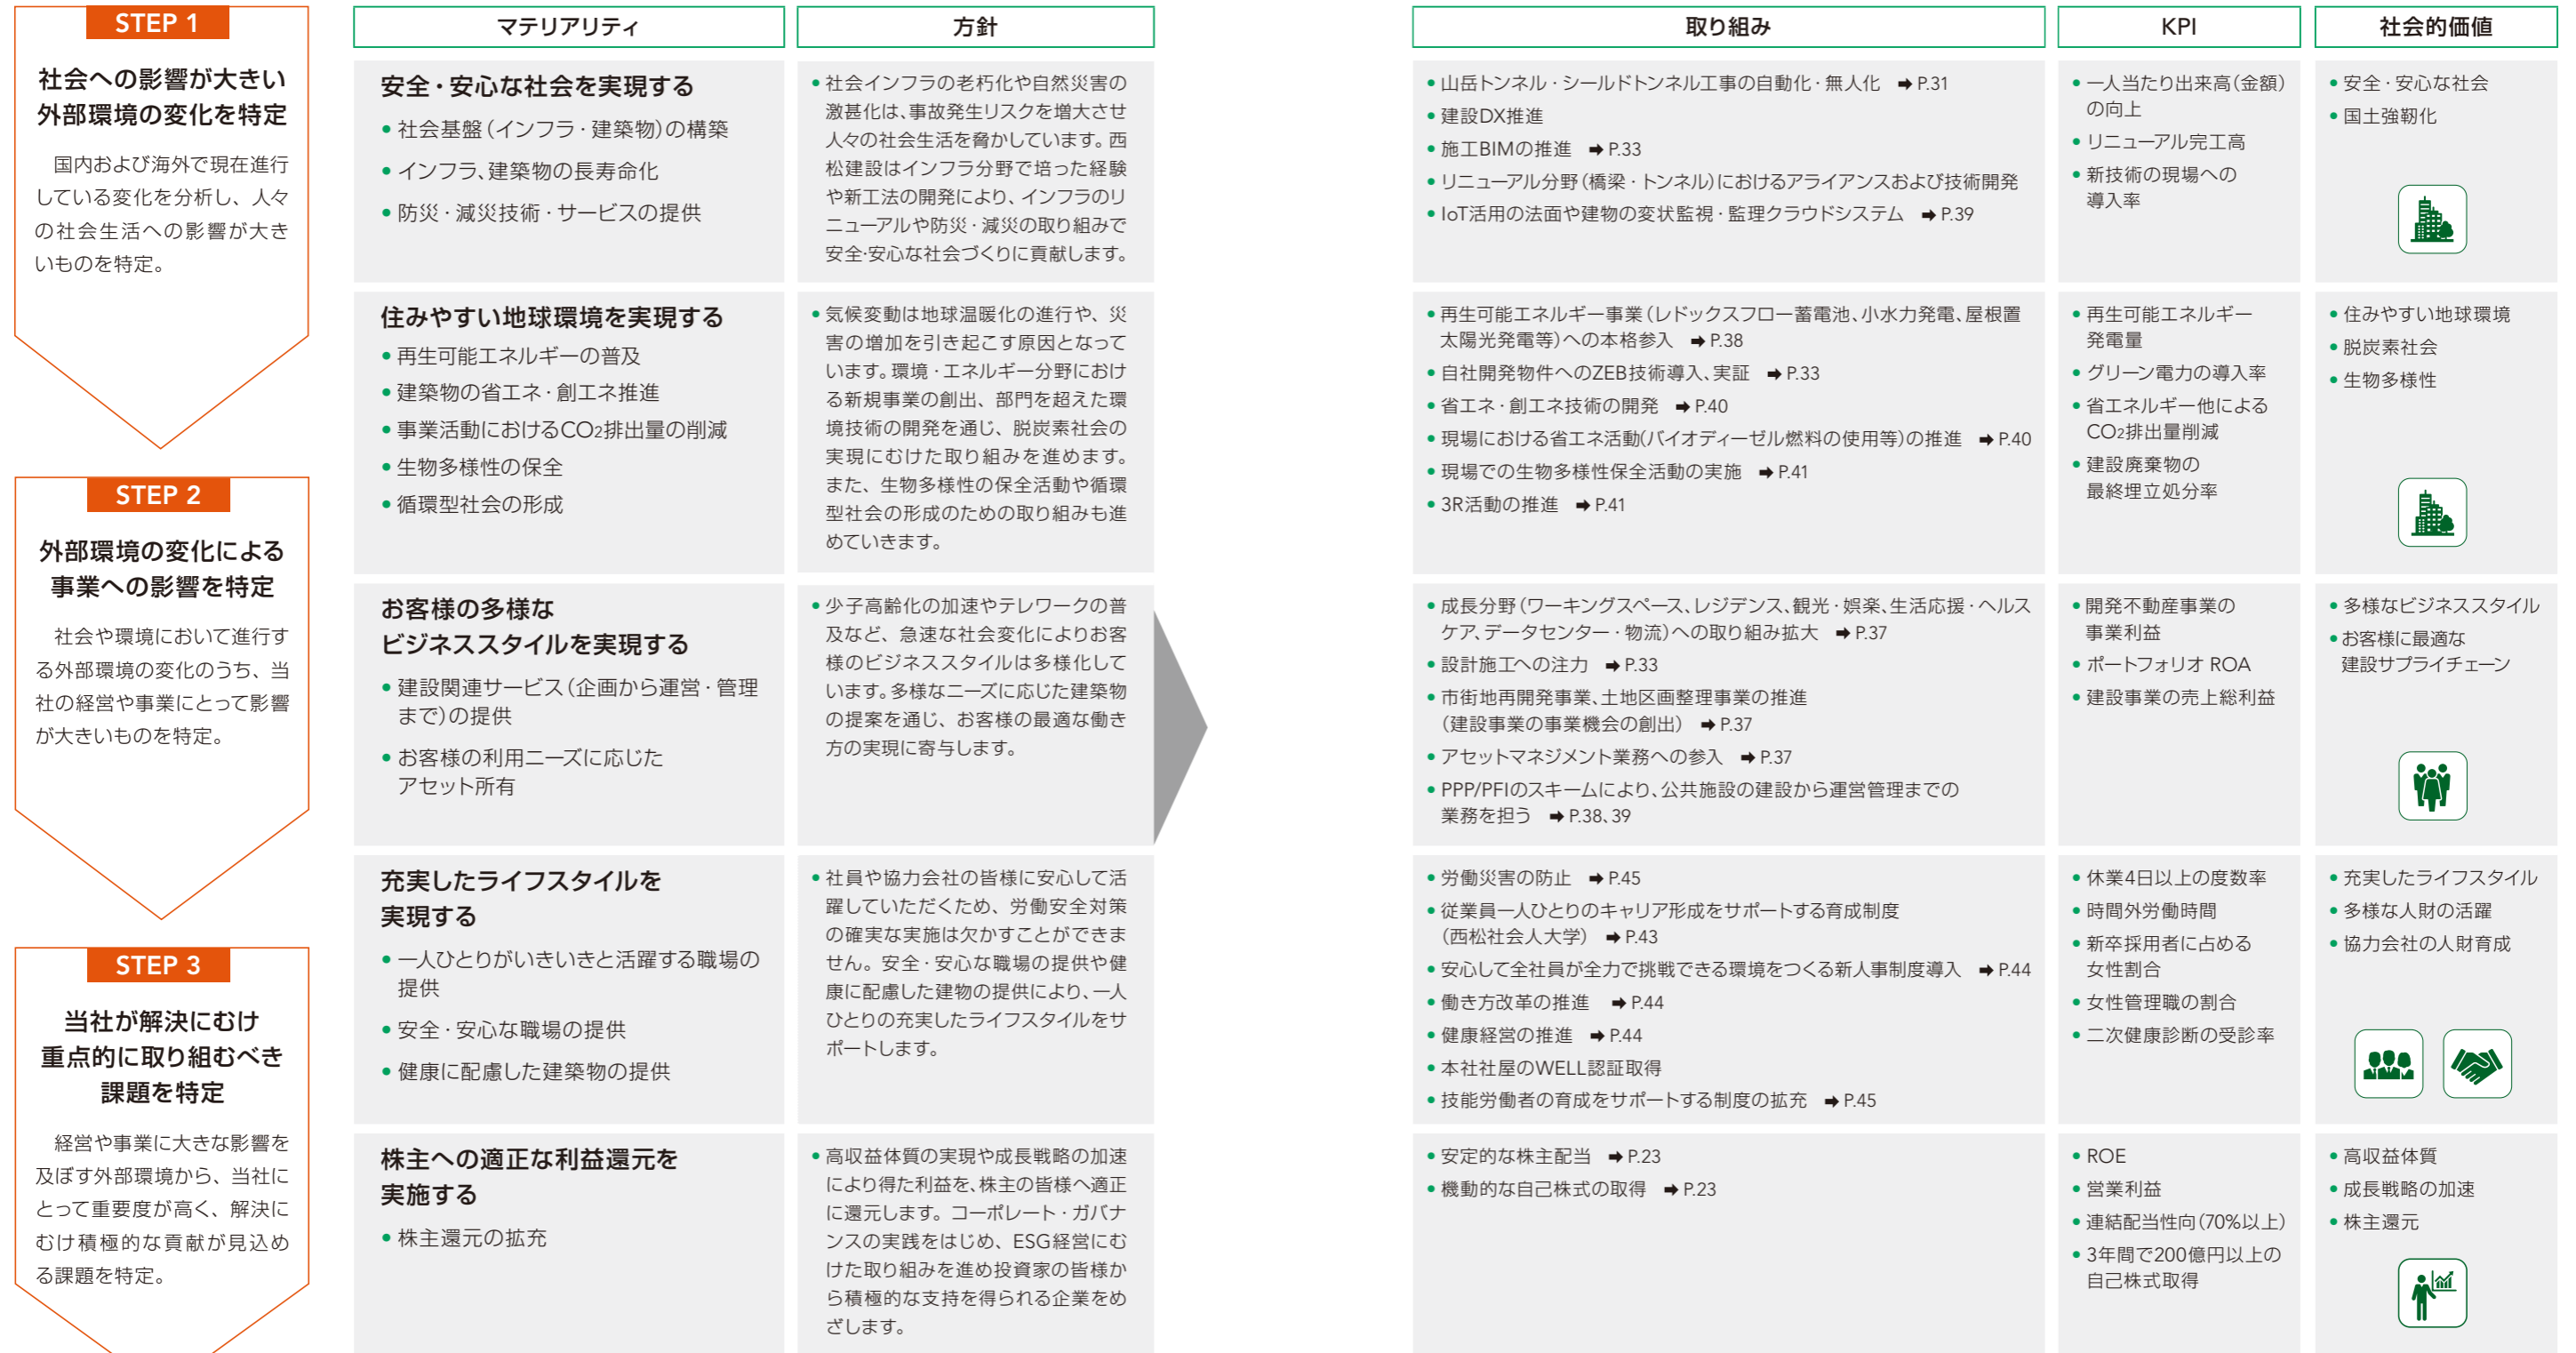 STEP 1
社会への影響が大きい
外部環境の変化を特定
国内および海外で現在進行
している変化を分析し、人々
の社会生活への影響が大き
いものを特定。
STEP 2
外部環境の変化による
事業への影響を特定
社会や環境において進行す
る外部環境の変化のうち、当
社の経営や事業にとって影響
が大きいものを特定。
STEP 3
当社が解決にむけ
重点的に取り組むべき
課題を特定
経営や事業に大きな影響を
及ぼす外部環境から、当社に
とって重要度が高く、解決に
むけ積極的な貢献が見込め
る課題を特定。
マテリアリティ
方針
取り組み
KPI
社会的価値
安全・安心な社会を実現する
• 社会基盤（インフラ・建築物）の構築
• インフラ、建築物の長寿命化
• 防災・減災技術・サービスの提供
• 社会インフラの老朽化や自然災害の
激甚化は、事故発生リスクを増大させ
人々の社会生活を脅かしています。西
松建設はインフラ分野で培った経験
や新工法の開発により、インフラのリ
ニューアルや防災・減災の取り組みで
安全・安心な社会づくりに貢献します。
• 山岳トンネル・シールドトンネル工事の自動化・無人化 ➡ P.31
• 建設DX推進
• 施工BIMの推進 ➡ P.33
• リニューアル分野（橋梁・トンネル）におけるアライアンスおよび技術開発
• IoT活用の法面や建物の変状監視・監理クラウドシステム ➡ P.39
• 一人当たり出来高（金額）
の向上
• リニューアル完工高
• 新技術の現場への
導入率
• 安全・安心な社会
• 国土強靭化
住みやすい地球環境を実現する
• 再生可能エネルギーの普及
• 建築物の省エネ・創エネ推進
• 事業活動におけるCO2排出量の削減
• 生物多様性の保全
• 循環型社会の形成
• 気候変動は地球温暖化の進行や、災
害の増加を引き起こす原因となって
います。環境・エネルギー分野におけ
る新規事業の創出、部門を超えた環
境技術の開発を通じ、脱炭素社会の
実現にむけた取り組みを進めます。
また、生物多様性の保全活動や循環
型社会の形成のための取り組みも進
めていきます。
• 再生可能エネルギー事業（レドックスフロー蓄電池、小水力発電、屋根置
太陽光発電等）への本格参入 ➡ P.38
• 自社開発物件へのZEB技術導入、実証 ➡ P.33
• 省エネ・創エネ技術の開発 ➡ P.40
• 現場における省エネ活動（バイオディーゼル燃料の使用等）の推進 ➡ P.40
• 現場での生物多様性保全活動の実施 ➡ P.41
• 3R活動の推進 ➡ P.41
• 再生可能エネルギー
発電量
• グリーン電力の導入率
• 省エネルギー他による
CO2排出量削減
• 建設廃棄物の
最終埋立処分率
• 住みやすい地球環境
• 脱炭素社会
• 生物多様性
お客様の多様な
ビジネススタイルを実現する
• 建設関連サービス（企画から運営・管理
まで）の提供
• お客様の利用ニーズに応じた
アセット所有
• 少子高齢化の加速やテレワークの普
及など、急速な社会変化によりお客
様のビジネススタイルは多様化して
います。多様なニーズに応じた建築物
の提案を通じ、お客様の最適な働き
方の実現に寄与します。
• 成長分野（ワーキングスペース、レジデンス、観光・娯楽、生活応援・ヘルス
ケア、データセンター・物流）への取り組み拡大 ➡ P.37
• 設計施工への注力 ➡ P.33
• 市街地再開発事業、土地区画整理事業の推進
（建設事業の事業機会の創出） ➡ P.37
• アセットマネジメント業務への参入 ➡ P.37
• PPP/PFIのスキームにより、公共施設の建設から運営管理までの
業務を担う ➡ P.38、39
• 開発不動産事業の
事業利益
• ポートフォリオ ROA
• 建設事業の売上総利益
• 多様なビジネススタイル
• お客様に最適な
建設サプライチェーン
充実したライフスタイルを
実現する
• 一人ひとりがいきいきと活躍する職場の
提供
• 安全・安心な職場の提供
• 健康に配慮した建築物の提供
• 社員や協力会社の皆様に安心して活
躍していただくため、労働安全対策
の確実な実施は欠かすことができま
せん。安全・安心な職場の提供や健
康に配慮した建物の提供により、一人
ひとりの充実したライフスタイルをサ
ポートします。
• 労働災害の防止 ➡ P.45
• 従業員一人ひとりのキャリア形成をサポートする育成制度
（西松社会人大学） ➡ P.43
• 安心して全社員が全力で挑戦できる環境をつくる新人事制度導入 ➡ P.44
• 働き方改革の推進 ➡ P.44
• 健康経営の推進 ➡ P.44
• 本社社屋のWELL認証取得
• 技能労働者の育成をサポートする制度の拡充 ➡ P.45
• 休業4日以上の度数率
• 時間外労働時間
• 新卒採用者に占める
女性割合
• 女性管理職の割合
• 二次健康診断の受診率
• 充実したライフスタイル
• 多様な人財の活躍
• 協力会社の人財育成
株主への適正な利益還元を
実施する
• 株主還元の拡充
• 高収益体質の実現や成長戦略の加速
により得た利益を、株主の皆様へ適正
に還元します。コーポレート・ガバナ
ンスの実践をはじめ、ESG経営にむ
けた取り組みを進め投資家の皆様か
ら積極的な支持を得られる企業をめ
ざします。
• 安定的な株主配当 ➡ P.23
• 機動的な自己株式の取得 ➡ P.23
• ROE
• 営業利益
• 連結配当性向（70%以上）
• 3年間で200億円以上の
自己株式取得
• 高収益体質
• 成長戦略の加速
• 株主還元